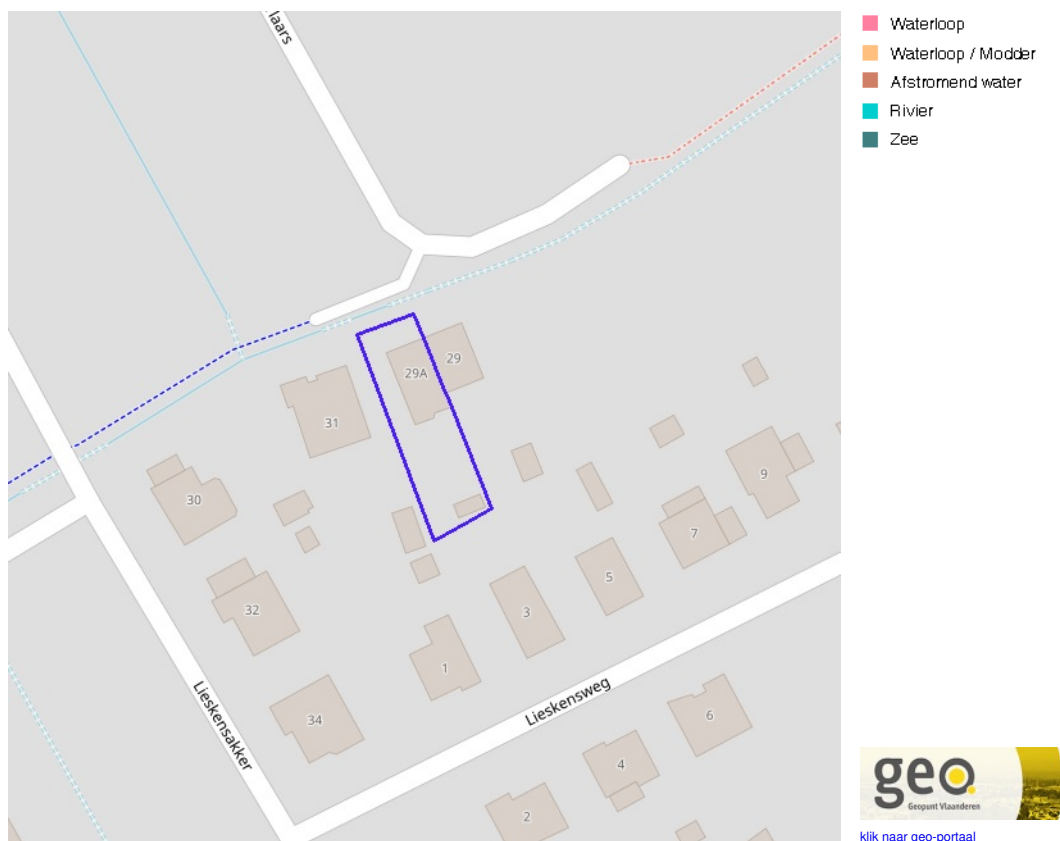 laars
29
29A
31
30
9
7
5
3
32
1
34
6
4
2
Lieskensakker
Lieskensweg
Waterloop
Waterloop / Modder
Afstromend water
Rivier
Zee
geo.
Geopunt Vlaanderen
klik naar geo-portaal